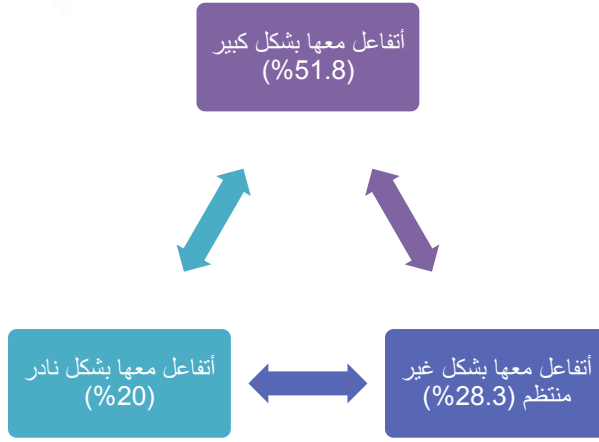 أتفاعل معها بشكل كبير
(%51.8)
أتفاعل معها بشكل غير
منتظم (%28.3)
أتفاعل معها بشكل نادر
(%20)